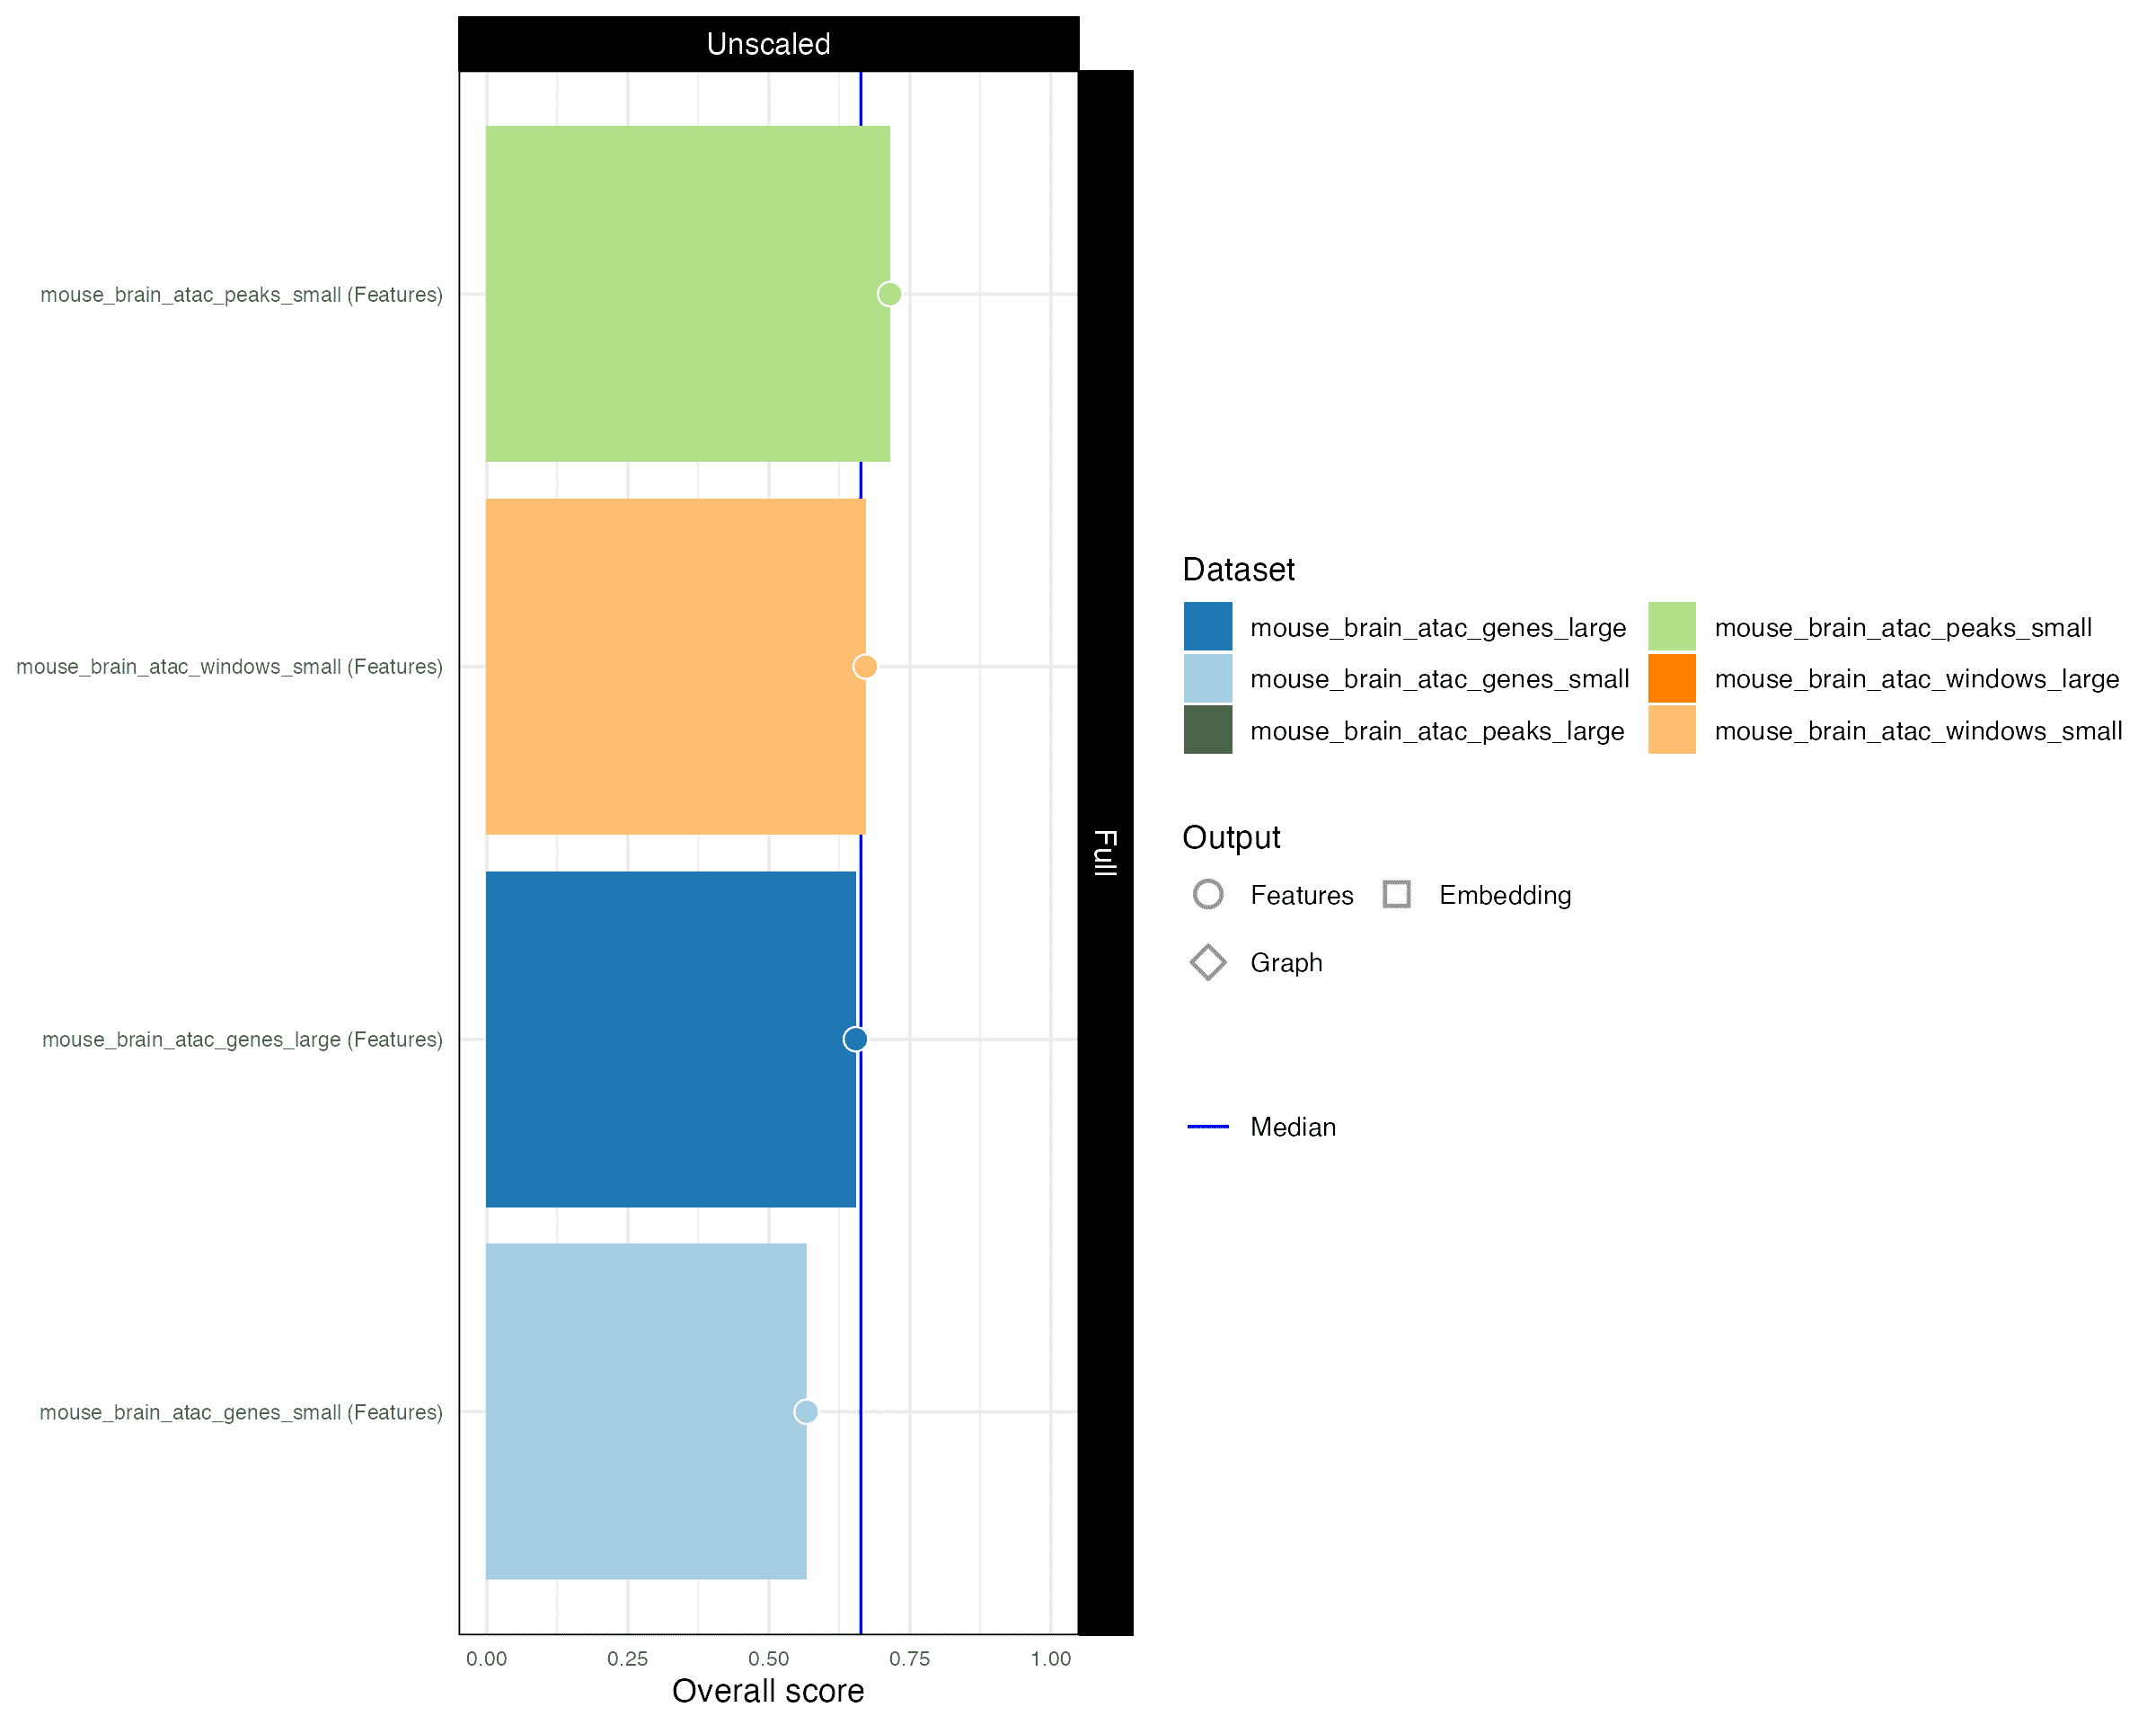 Unscaled
Full
mouse_brain_atac_peaks_small (Features)
mouse_brain_atac_windows_small (Features)
mouse_brain_atac_genes_large (Features)
mouse_brain_atac_genes_small (Features)
0.00 0.25 0.50 0.75 1.00
Overall score
Dataset
mouse_brain_atac_genes_large mouse_brain_atac_peaks_small
mouse_brain_atac_genes_small mouse_brain_atac_windows_large
mouse_brain_atac_peaks_large mouse_brain_atac_windows_small
Output
Features Embedding
Graph
Median